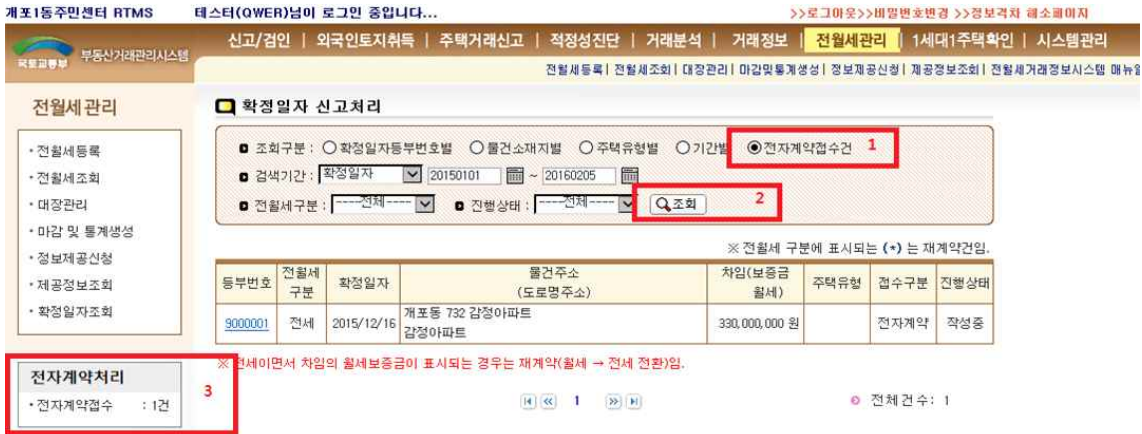 개포1동주민센터 RTMS 테스터(QWER)님이 로그인 중입니다... >>로그아웃>>비밀번호변경 >>정보격차 해소페이지
국토교통부 부동산거래관리시스템 신고/검인 | 외국인토지취득 | 주택거래신고 | 적정성진단 | 거래분석 | 거래정보 | 전월세관리 | 1세대1주택확인 | 시스템관리
전월세등록 | 전월세조회 | 대장관리 | 마감및통계생성 | 정보제공신청 | 제공정보조회 | 전월세거래정보시스템 매뉴얼
전월세관리
· 전월세등록
· 전월세조회
· 대장관리
· 마감 및 통계생성
· 정보제공신청
· 제공정보조회
· 확정일자조회
전자계약처리
· 전자계약접수 : 1건
3
확정일자 신고처리
조회구분 : 확정일자등부번호별 물건소재지별 주택유형별 기간별 전자계약접수건 1
검색기간 : 확정일자 20150101 ~ 20160205
전월세구분 : ----전체---- 진행상태 : ----전체---- 조회 2
※ 전월세 구분에 표시되는 (*) 는 재계약건임.
등부번호 전월세구분 확정일자 물건주소 (도로명주소) 차임(보증금 월세) 주택유형 접수구분 진행상태
9000001 전세 2015/12/16 개포동 732 감정아파트 감정아파트 330,000,000 원 전자계약 작성중
※ 전세이면서 차임의 월세보증금이 표시되는 경우는 재계약(월세 → 전세 전환)임.
1
전체건수: 1